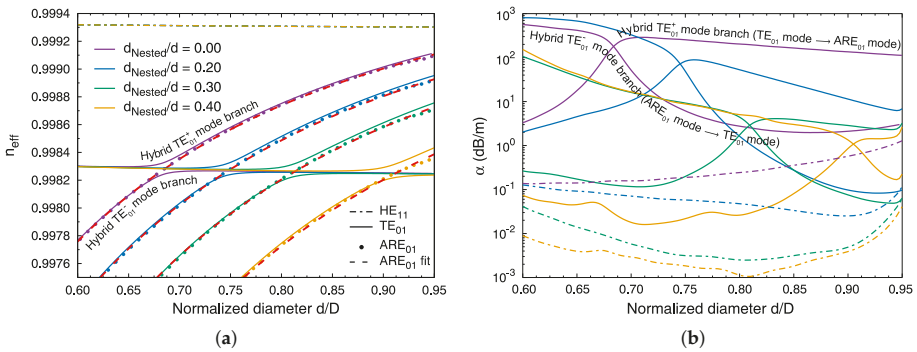 0.9994
0.9992
0.9990
0.9988
0.9986
0.9984
0.9982
0.9980
0.9978
0.9976
n_eff
d_Nested/d = 0.00
d_Nested/d = 0.20
d_Nested/d = 0.30
d_Nested/d = 0.40
Hybrid TE⁺₀₁ mode branch
Hybrid TE⁻₀₁ mode branch
HE₁₁
TE₀₁
ARE₀₁
ARE₀₁ fit
0.60 0.65 0.70 0.75 0.80 0.85 0.90 0.95
Normalized diameter d/D
(a)
10³
10²
10¹
10⁰
10⁻¹
10⁻²
10⁻³
α (dB/m)
Hybrid TE⁺₀₁ mode branch (TE₀₁ mode → ARE₀₁ mode)
Hybrid TE⁻₀₁ mode branch (ARE₀₁ mode → TE₀₁ mode)
0.60 0.65 0.70 0.75 0.80 0.85 0.90 0.95
Normalized diameter d/D
(b)